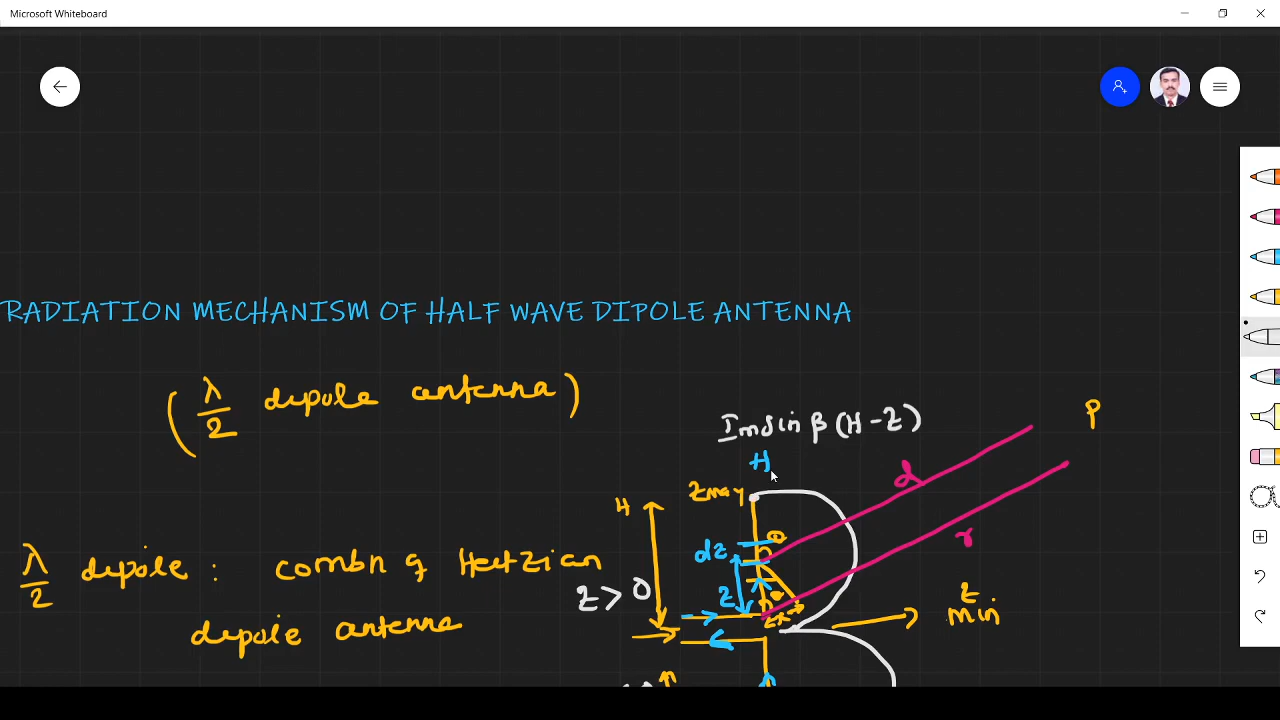 Microsoft Whiteboard
RADIATION MECHANISM OF HALF WAVE DIPOLE ANTENNA
(λ/2 dipole antenna)
Im sin β (H - Z)
P
H
d
Zmax
H
r
dz
θ
λ/2 dipole : combn of Hertzian
dipole antenna
Z > 0
Z
θ
z
min